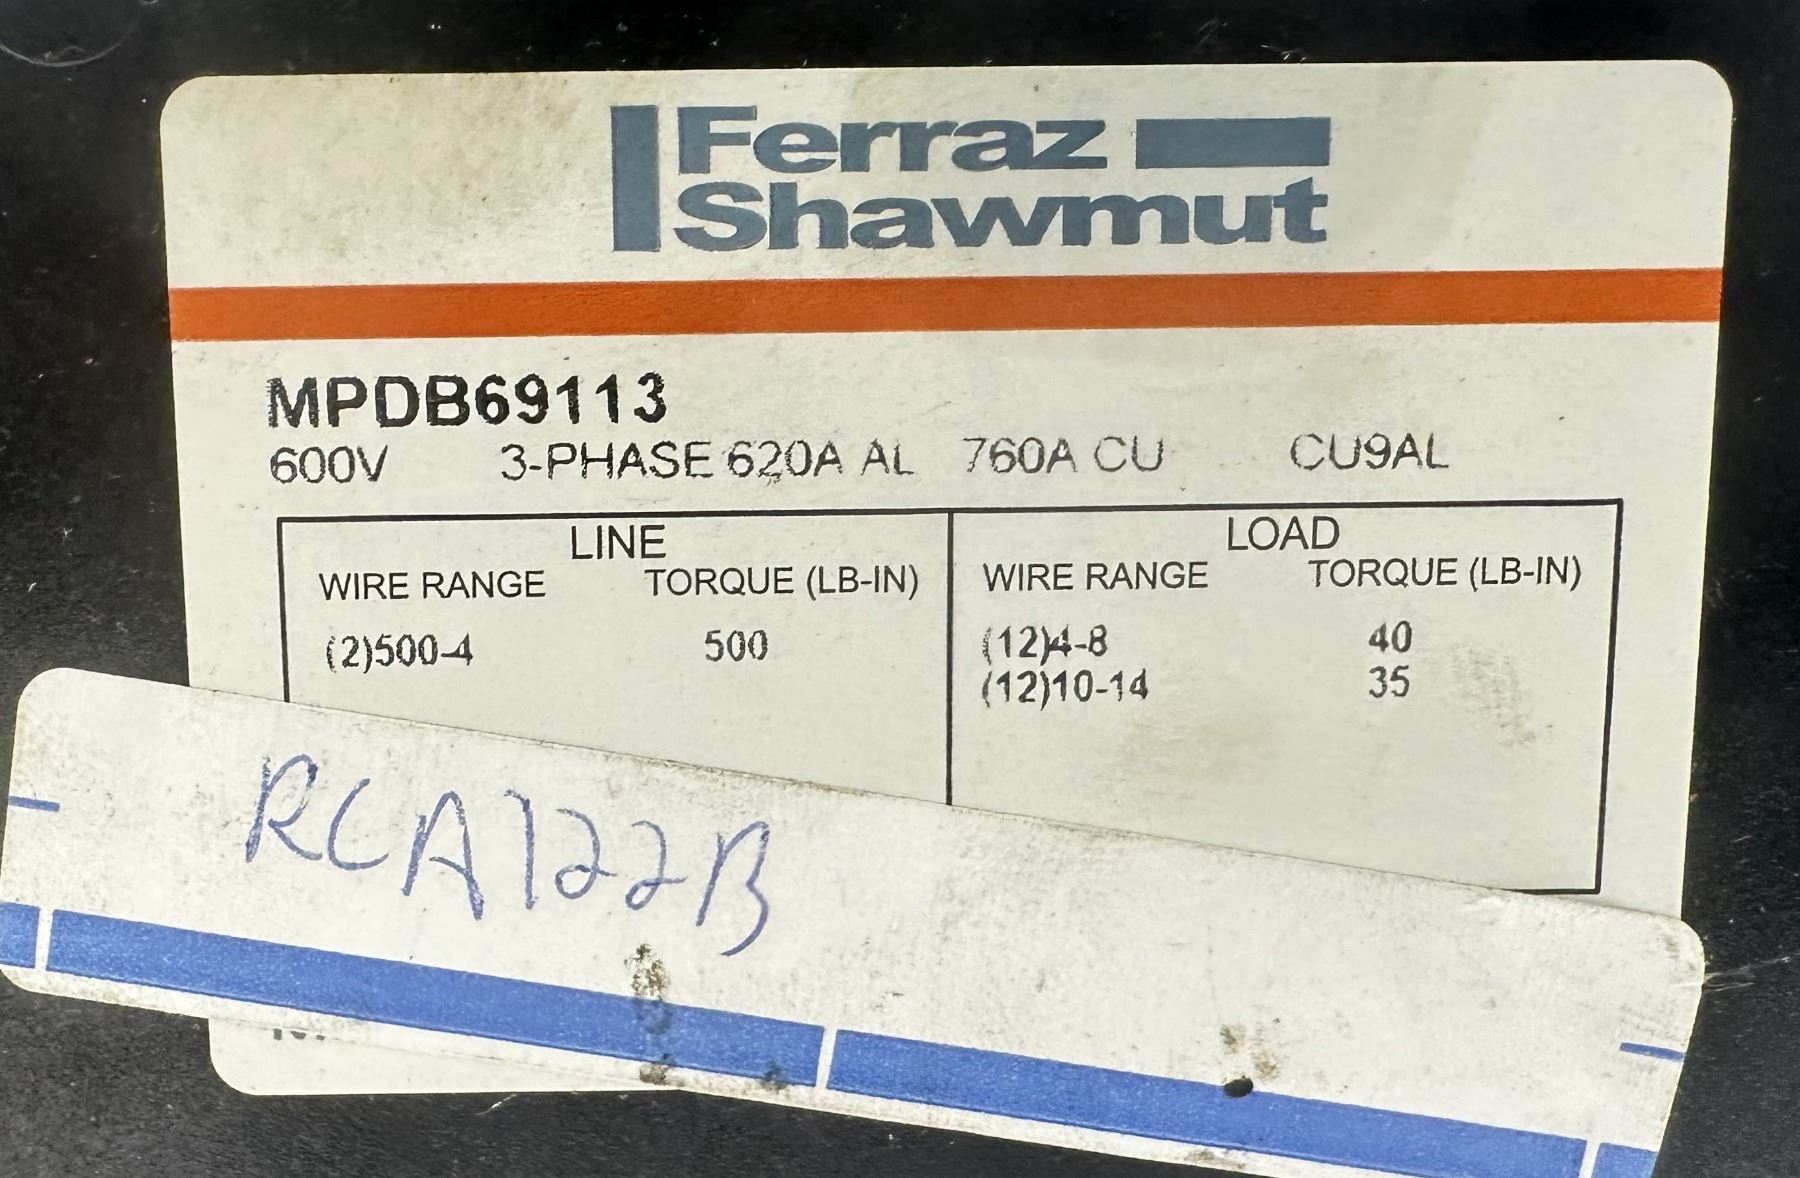 Ferraz
Shawmut
MPDB69113
600V 3-PHASE 620A AL 760A CU CU9AL
LINE LOAD
WIRE RANGE TORQUE (LB-IN) WIRE RANGE TORQUE (LB-IN)
(2)500-4 500 (12)4-8 40
(12)10-14 35
RCA122B